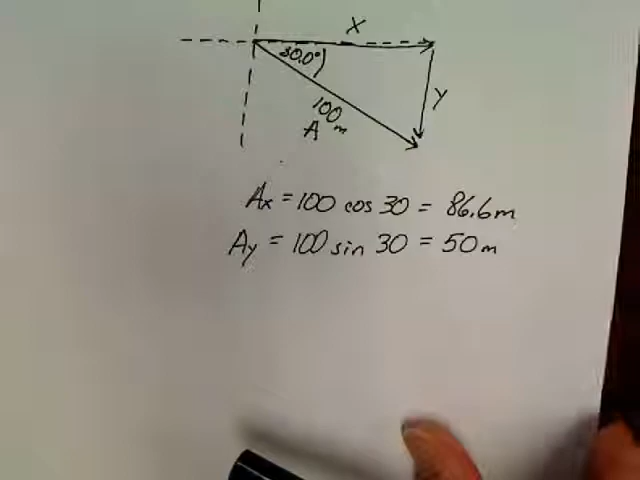 X
30.0°
Y
100 m
A
Ax = 100 cos 30 = 86.6m
Ay = 100 sin 30 = 50m